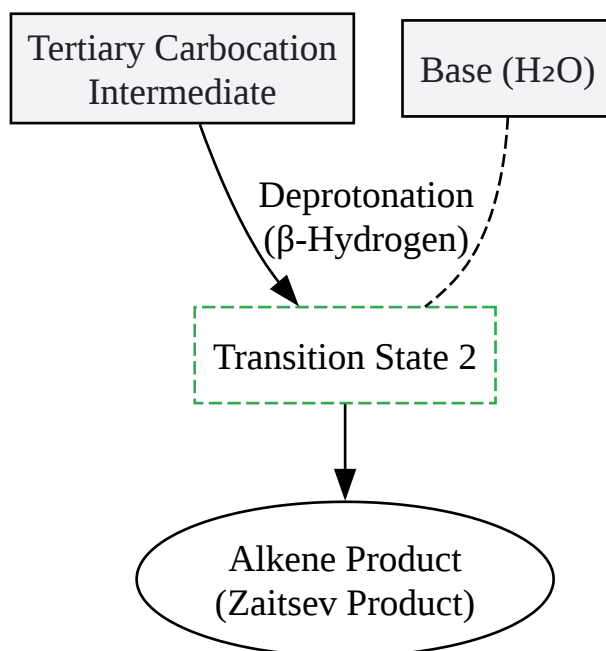 Tertiary Carbocation
Intermediate
Base (H₂O)
Deprotonation
(β-Hydrogen)
Transition State 2
Alkene Product
(Zaitsev Product)